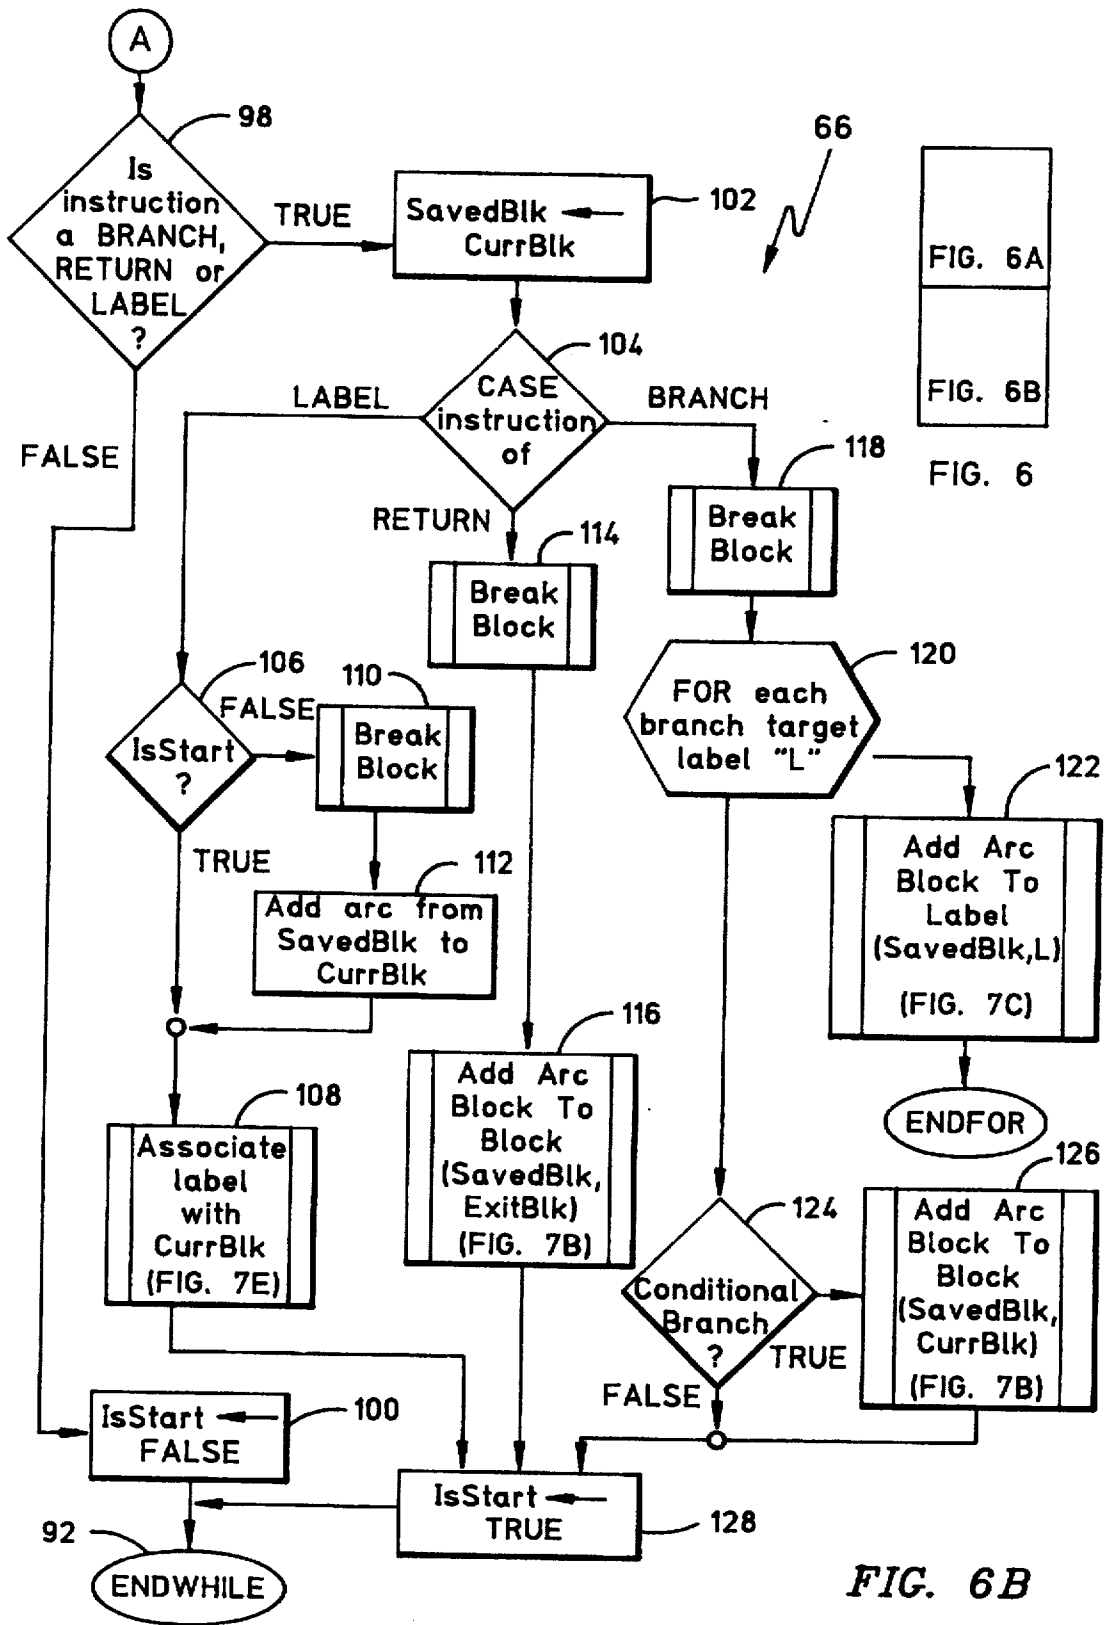 A
98
Is
instruction
a BRANCH,
RETURN or
LABEL
?
TRUE
FALSE
SavedBlk
CurrBlk
102
66
FIG. 6A
FIG. 6B
FIG. 6
104
CASE
instruction
of
LABEL
BRANCH
RETURN
118
Break
Block
114
Break
Block
120
FOR each
branch target
label "L"
106
IsStart
?
FALSE
TRUE
110
Break
Block
112
Add arc from
SavedBlk to
CurrBlk
122
Add Arc
Block To
Label
(SavedBlk,L)
(FIG. 7C)
ENDFOR
116
Add Arc
Block To
Block
(SavedBlk,
ExitBlk)
(FIG. 7B)
108
Associate
label
with
CurrBlk
(FIG. 7E)
124
Conditional
Branch
?
TRUE
FALSE
126
Add Arc
Block To
Block
(SavedBlk,
CurrBlk)
(FIG. 7B)
100
IsStart
FALSE
IsStart
TRUE
128
92
ENDWHILE
FIG. 6B